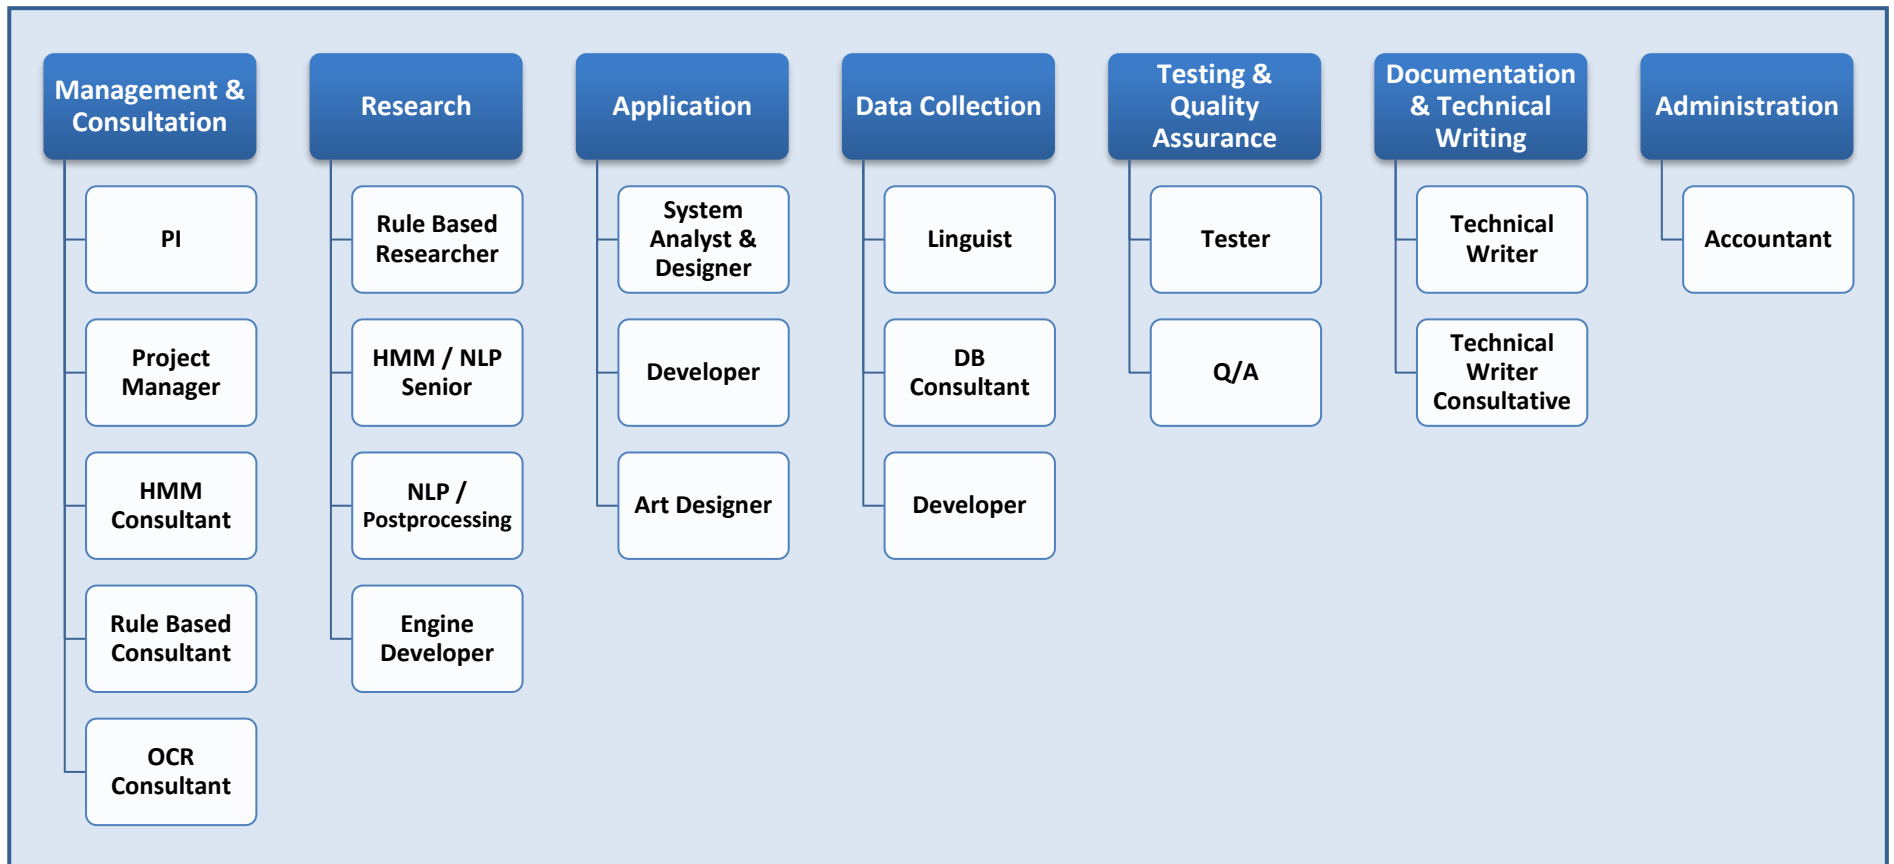 Management &
Consultation
PI
Project
Manager
HMM
Consultant
Rule Based
Consultant
OCR
Consultant
Research
Rule Based
Researcher
HMM / NLP
Senior
NLP /
Postprocessing
Engine
Developer
Application
System
Analyst &
Designer
Developer
Art Designer
Data Collection
Linguist
DB
Consultant
Developer
Testing &
Quality
Assurance
Tester
Q/A
Documentation
& Technical
Writing
Technical
Writer
Technical
Writer
Consultative
Administration
Accountant